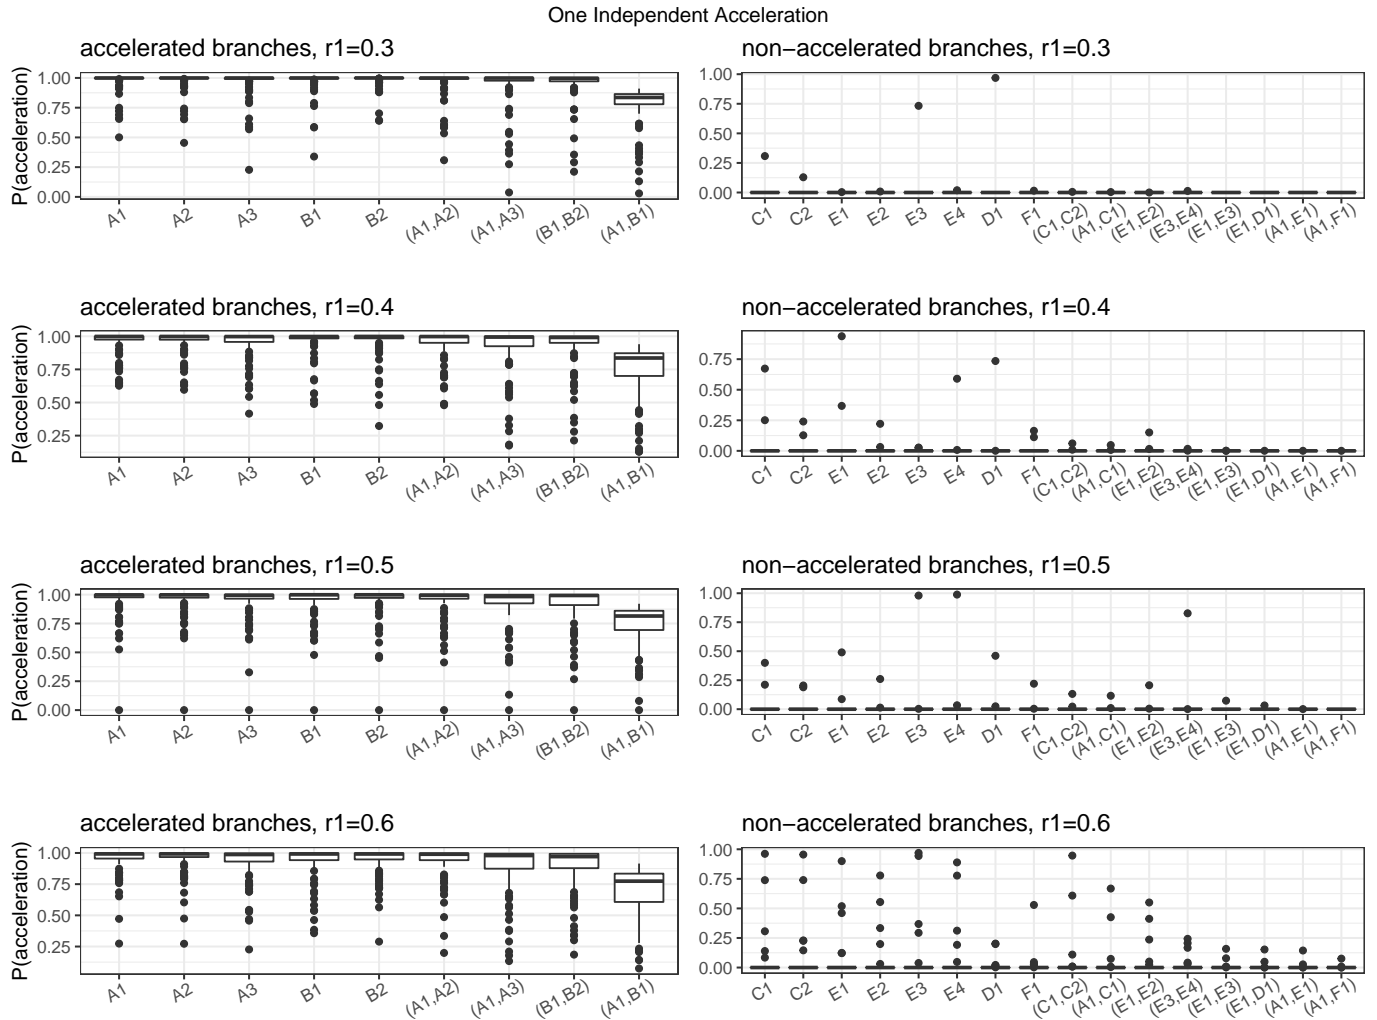 One Independent Acceleration
accelerated branches, r1=0.3
P(acceleration)
1.00
0.75
0.50
0.25
0.00
A1 A2 A3 B1 B2 (A1,A2) (A1,A3) (B1,B2) (A1,B1)
non−accelerated branches, r1=0.3
1.00
0.75
0.50
0.25
0.00
C1 C2 E1 E2 E3 E4 D1 F1 (C1,C2) (A1,C1) (E1,E2) (E3,E4) (E1,E3) (E1,D1) (A1,E1) (A1,F1)
accelerated branches, r1=0.4
P(acceleration)
1.00
0.75
0.50
0.25
A1 A2 A3 B1 B2 (A1,A2) (A1,A3) (B1,B2) (A1,B1)
non−accelerated branches, r1=0.4
0.75
0.50
0.25
0.00
C1 C2 E1 E2 E3 E4 D1 F1 (C1,C2) (A1,C1) (E1,E2) (E3,E4) (E1,E3) (E1,D1) (A1,E1) (A1,F1)
accelerated branches, r1=0.5
P(acceleration)
1.00
0.75
0.50
0.25
0.00
A1 A2 A3 B1 B2 (A1,A2) (A1,A3) (B1,B2) (A1,B1)
non−accelerated branches, r1=0.5
1.00
0.75
0.50
0.25
0.00
C1 C2 E1 E2 E3 E4 D1 F1 (C1,C2) (A1,C1) (E1,E2) (E3,E4) (E1,E3) (E1,D1) (A1,E1) (A1,F1)
accelerated branches, r1=0.6
P(acceleration)
1.00
0.75
0.50
0.25
A1 A2 A3 B1 B2 (A1,A2) (A1,A3) (B1,B2) (A1,B1)
non−accelerated branches, r1=0.6
1.00
0.75
0.50
0.25
0.00
C1 C2 E1 E2 E3 E4 D1 F1 (C1,C2) (A1,C1) (E1,E2) (E3,E4) (E1,E3) (E1,D1) (A1,E1) (A1,F1)